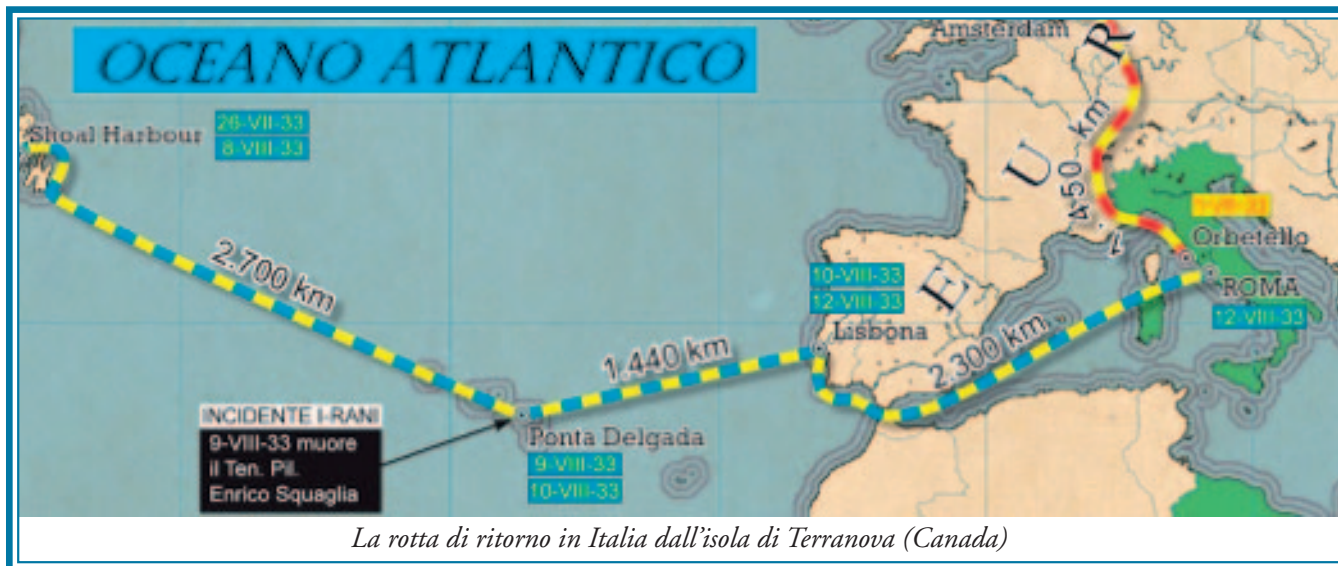 OCEANO ATLANTICO
Amsterdam
Shoal Harbour
26-VII-33
8-VIII-33
E U R
1.450 km
Orbetello
ROMA
12-VIII-33
10-VIII-33
12-VIII-33
Lisbona
2.700 km
1.440 km
2.300 km
INCIDENTE I-RANI
9-VIII-33 muore
il Ten. Pil.
Enrico Squaglia
Ponta Delgada
9-VIII-33
10-VIII-33
La rotta di ritorno in Italia dall'isola di Terranova (Canada)